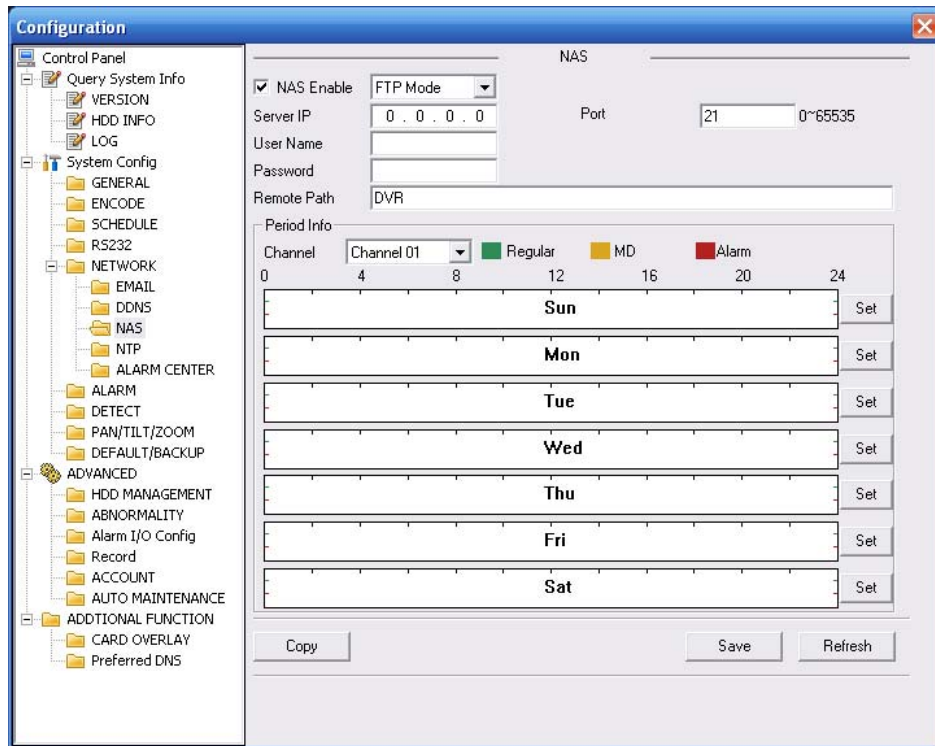 Configuration
Control Panel
Query System Info
VERSION
HDD INFO
LOG
System Config
GENERAL
ENCODE
SCHEDULE
RS232
NETWORK
EMAIL
DDNS
NAS
NTP
ALARM CENTER
ALARM
DETECT
PAN/TILT/ZOOM
DEFAULT/BACKUP
ADVANCED
HDD MANAGEMENT
ABNORMALITY
Alarm I/O Config
Record
ACCOUNT
AUTO MAINTENANCE
ADDTIONAL FUNCTION
CARD OVERLAY
Preferred DNS
NAS
NAS Enable FTP Mode
Server IP 0 . 0 . 0 . 0 Port 21 0~65535
User Name
Password
Remote Path DVR
Period Info
Channel Channel 01 Regular MD Alarm
0 4 8 12 16 20 24
Sun Set
Mon Set
Tue Set
Wed Set
Thu Set
Fri Set
Sat Set
Copy Save Refresh